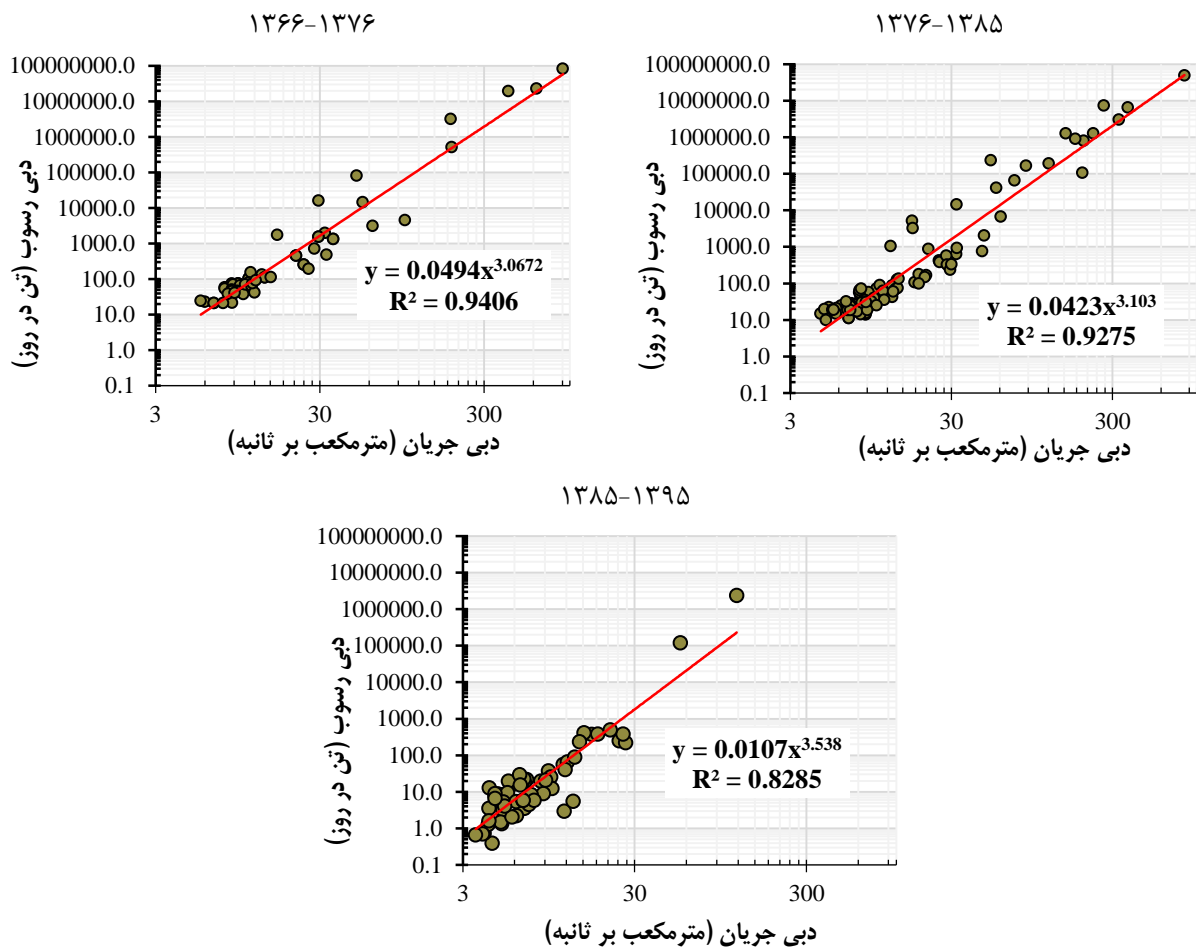 ۱۳۶۶-۱۳۷۶
100000000.0
10000000.0
1000000.0
100000.0
10000.0
1000.0
100.0
10.0
1.0
0.1
دبی رسوب (تن در روز)
y = 0.0494x^3.0672
R² = 0.9406
3 30 300
دبی جریان (مترمکعب بر ثانیه)
۱۳۷۶-۱۳۸۵
100000000.0
10000000.0
1000000.0
100000.0
10000.0
1000.0
100.0
10.0
1.0
0.1
دبی رسوب (تن در روز)
y = 0.0423x^3.103
R² = 0.9275
3 30 300
دبی جریان (مترمکعب بر ثانیه)
۱۳۸۵-۱۳۹۵
100000000.0
10000000.0
1000000.0
100000.0
10000.0
1000.0
100.0
10.0
1.0
0.1
دبی رسوب (تن در روز)
y = 0.0107x^3.538
R² = 0.8285
3 30 300
دبی جریان (مترمکعب بر ثانیه)